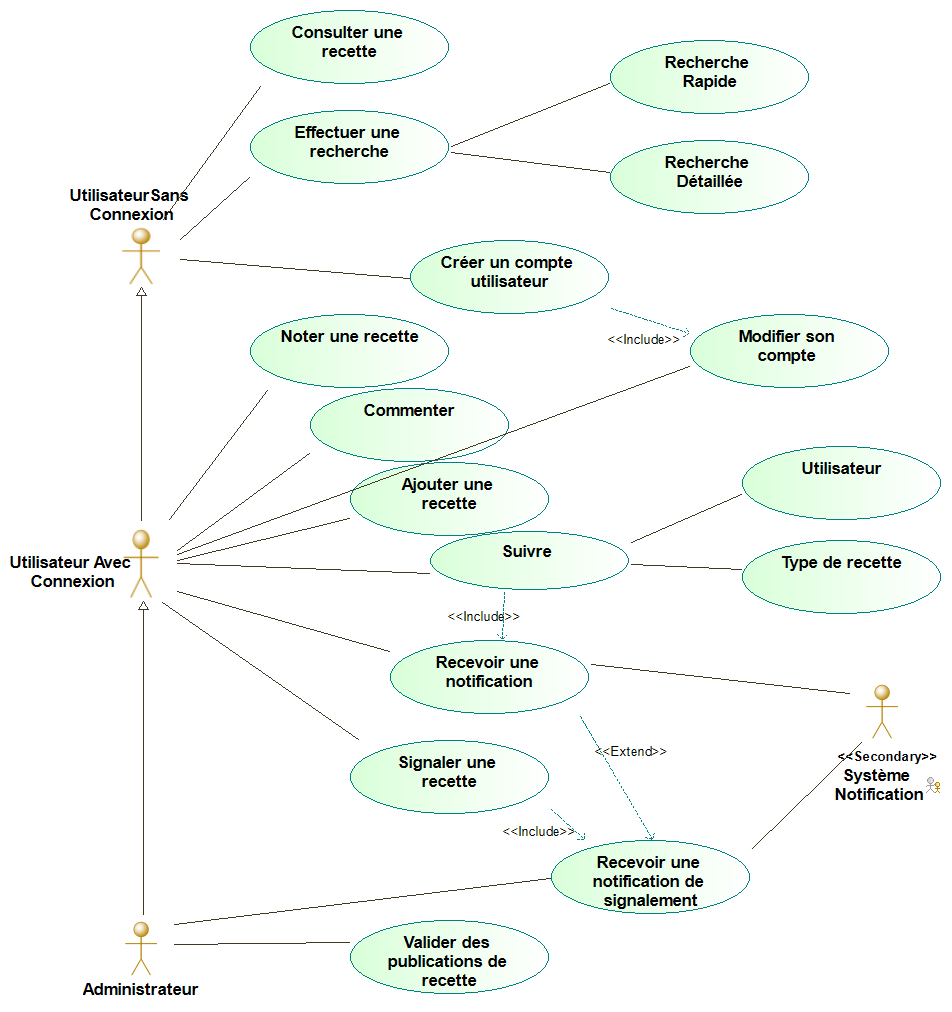 Consulter une
recette
Recherche
Rapide
Effectuer une
recherche
Recherche
Détaillée
UtilisateurSans
Connexion
Créer un compte
utilisateur
<<Include>>
Noter une recette
Modifier son
compte
Commenter
Ajouter une
recette
Utilisateur
Suivre
Utilisateur Avec
Connexion
Type de recette
<<Include>>
Recevoir une
notification
<<Extend>>
<<Secondary>>
Système
Notification
Signaler une
recette
<<Include>>
Recevoir une
notification de
signalement
Valider des
publications de
recette
Administrateur